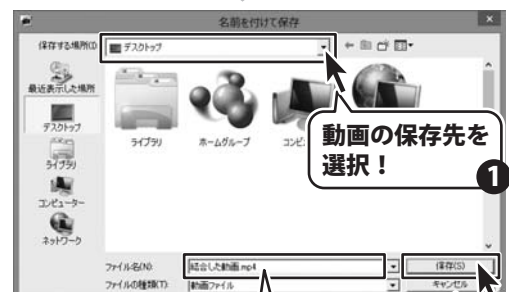 名前を付けて保存
保存する場所(I):
デスクトップ
最近表示した場所
デスクトップ
ライブラリ
コンピューター
ネットワーク
ライブラリ
ホームグループ
コンピ
動画の保存先を
選択！
1
ファイル名(N):
結合した動画.mp4
保存(S)
ファイルの種類(T):
動画ファイル
キャンセル